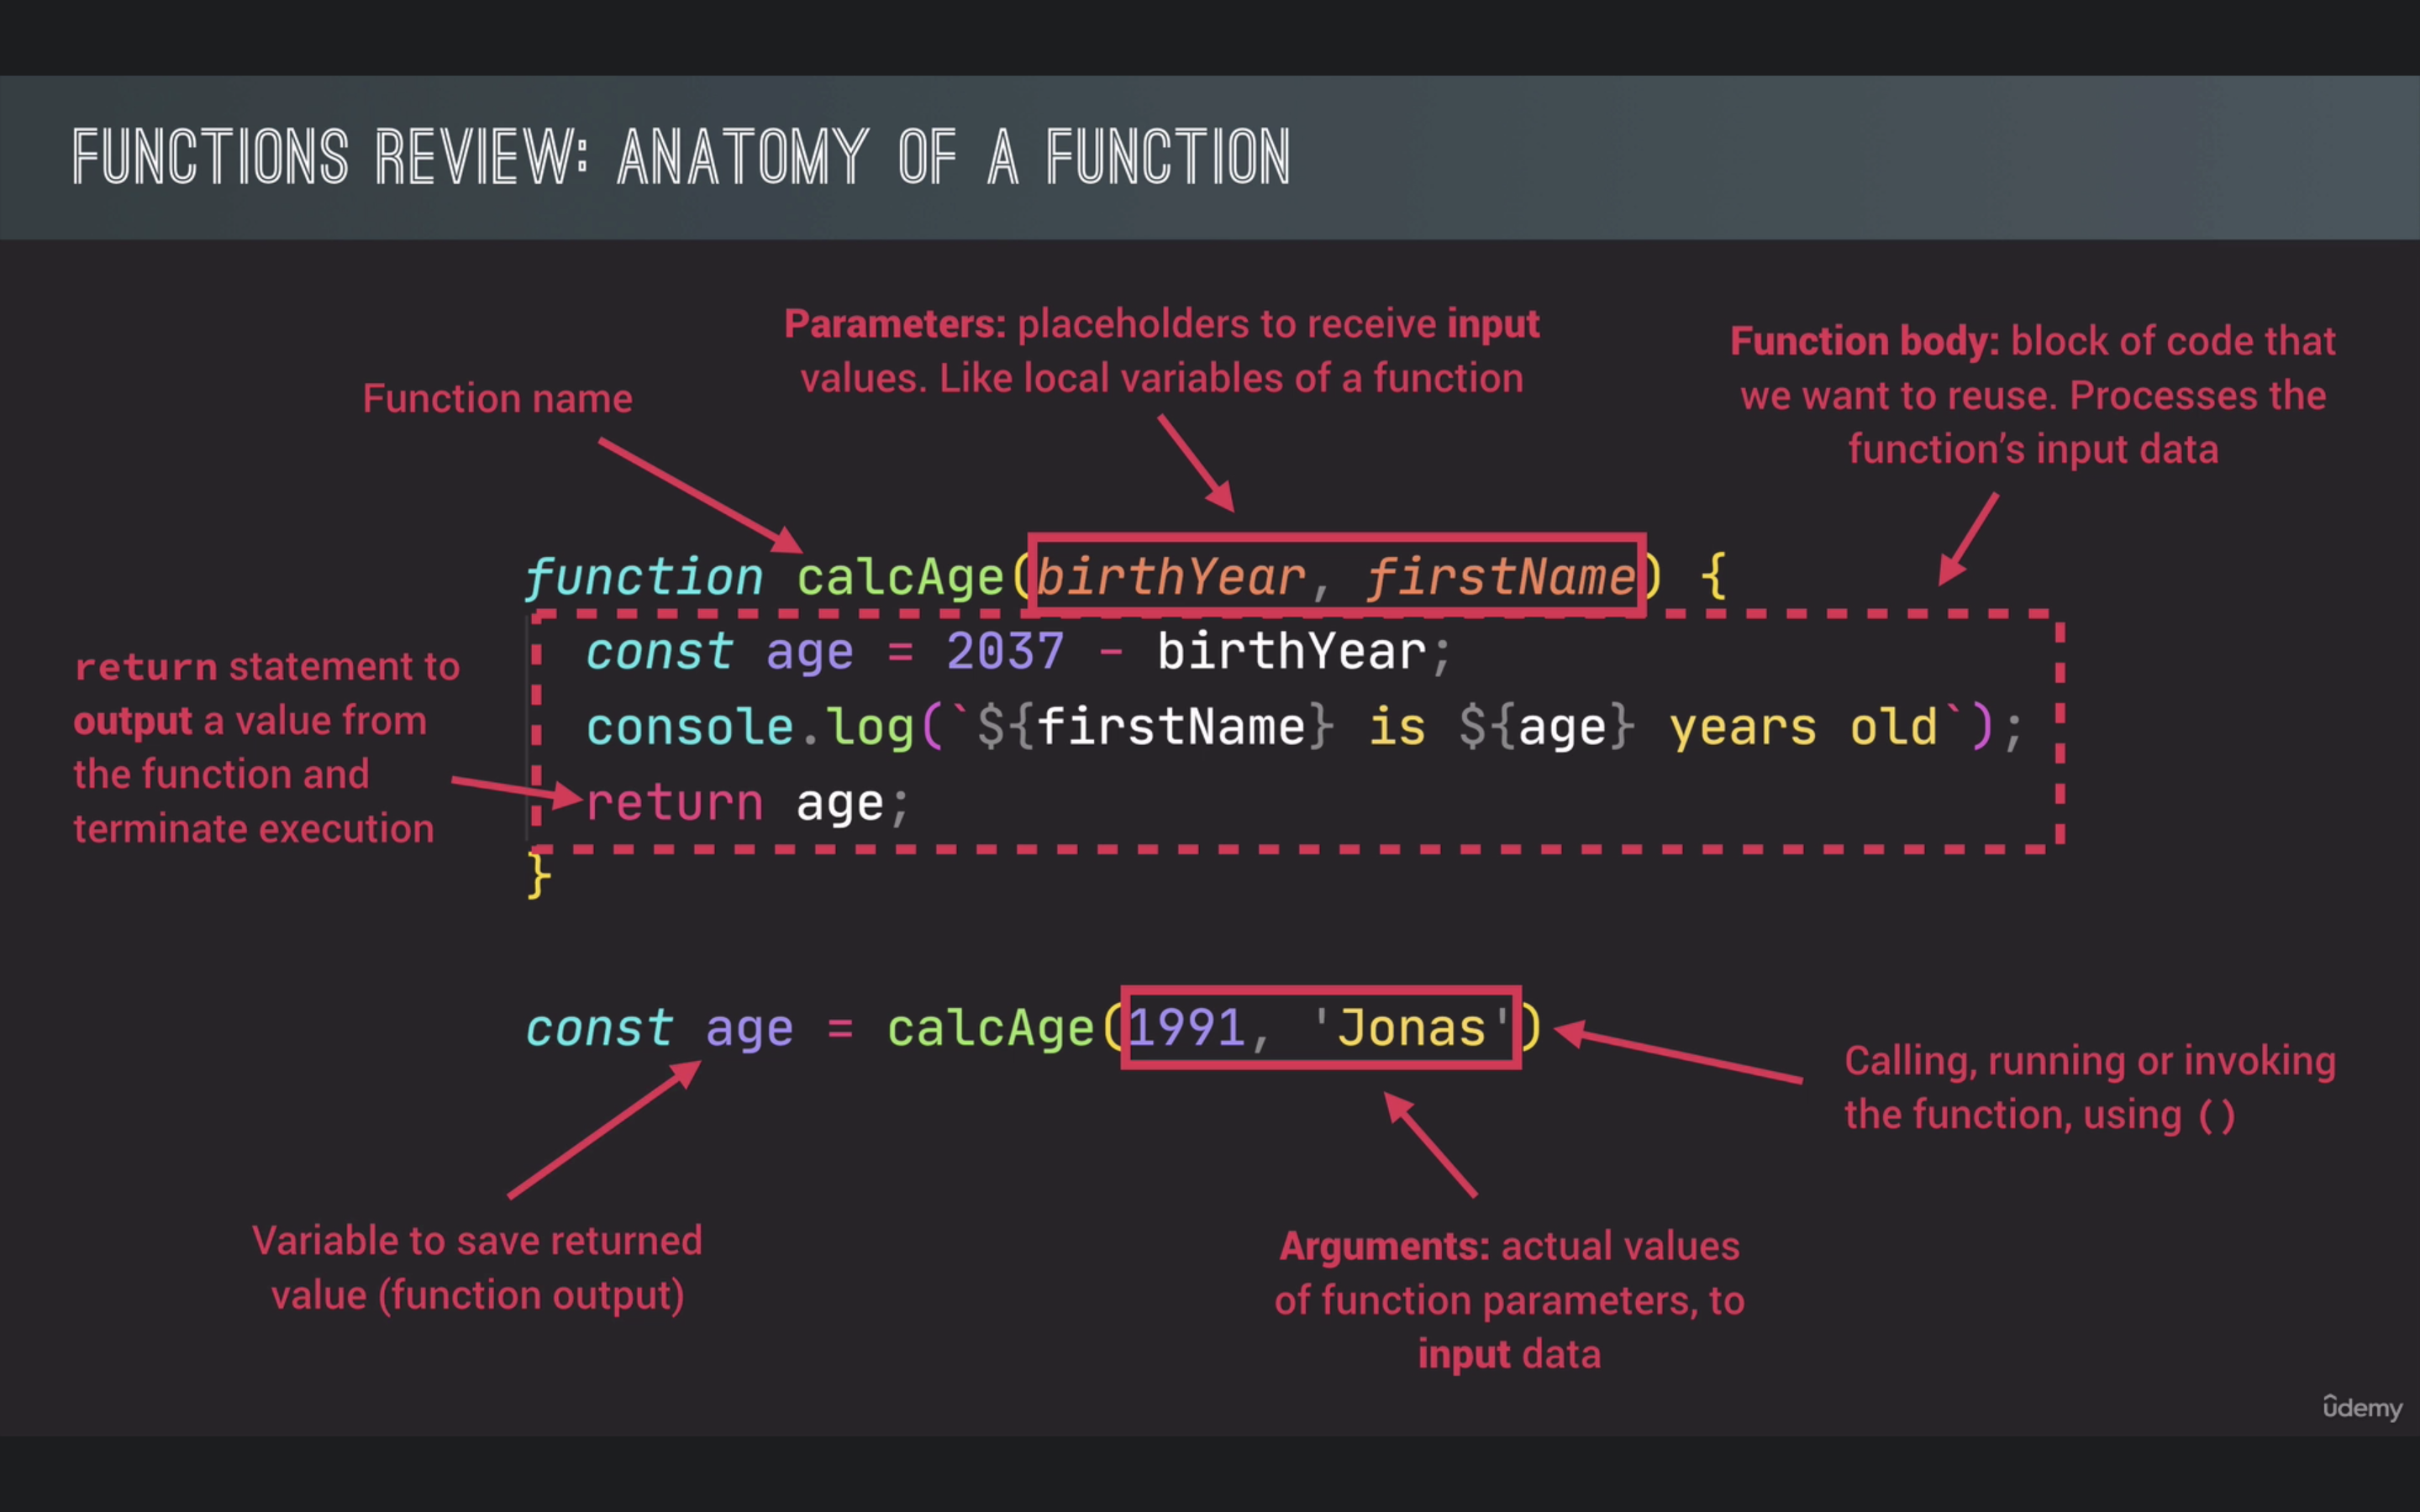 FUNCTIONS REVIEW: ANATOMY OF A FUNCTION
Function name
Parameters: placeholders to receive input
values. Like local variables of a function
Function body: block of code that
we want to reuse. Processes the
function’s input data
function calcAge(birthYear, firstName) {
const age = 2037 - birthYear;
console.log(`${firstName} is ${age} years old`);
return age;
}
return statement to
output a value from
the function and
terminate execution
const age = calcAge(1991, 'Jonas')
Calling, running or invoking
the function, using ()
Variable to save returned
value (function output)
Arguments: actual values
of function parameters, to
input data
ûdemy